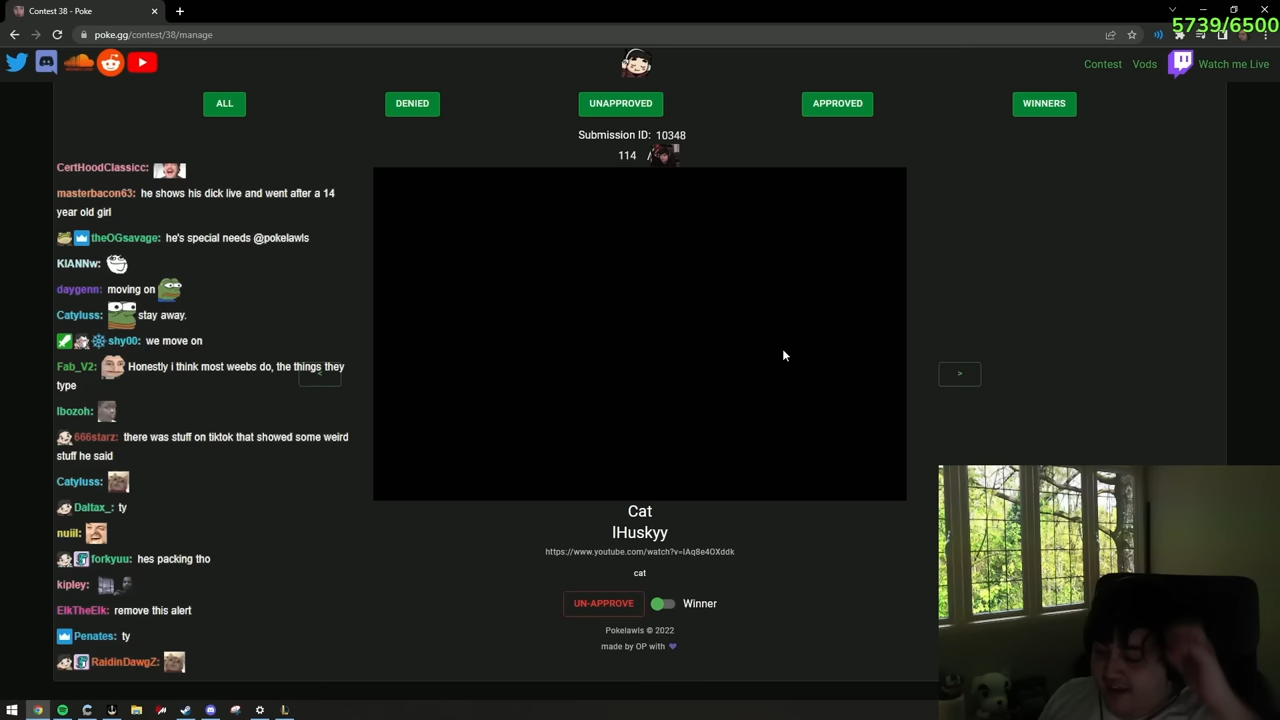 Contest 38 - Poke
5739/6500
poke.gg/contest/38/manage
Contest
Vods
Watch me Live
ALL
DENIED
UNAPPROVED
APPROVED
WINNERS
Submission ID: 10348
114 /
CertHoodClassicc:
masterbacon63: he shows his dick live and went after a 14
year old girl
theOGsavage: he's special needs @pokelawls
KIANNw:
daygenn: moving on
Catyluss: stay away.
shy00: we move on
Fab_V2: Honestly i think most weebs do, the things they
type
<
>
lbozoh:
666starz: there was stuff on tiktok that showed some weird
stuff he said
Catyluss:
Daltax_: ty
nuiil:
forkyuu: hes packing tho
kipley:
ElkTheElk: remove this alert
Penates: ty
RaidinDawgZ:
Cat
lHuskyy
https://www.youtube.com/watch?v=lAq8e4OXddk
cat
UN-APPROVE
Winner
Pokelawls © 2022
made by OP with